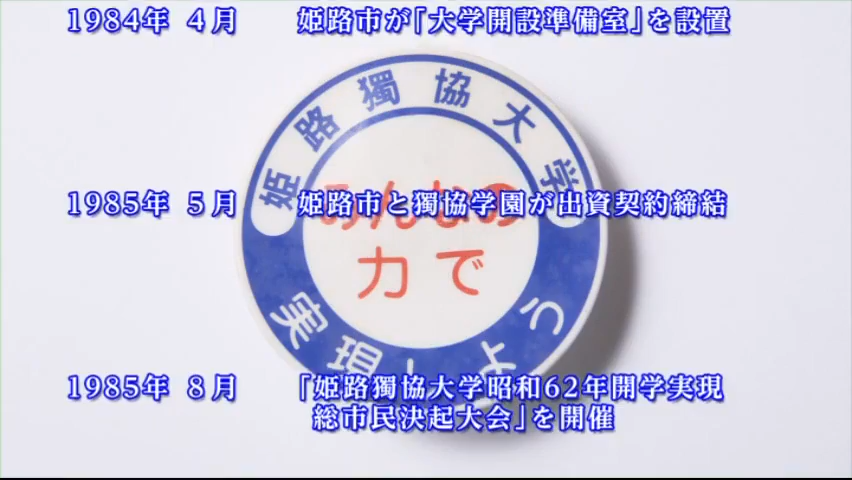 1984年 4月 姫路市が「大学開設準備室」を設置
姫路獨協大学
みんなの
1985年 5月 姫路市と獨協学園が出資契約締結
力で
実現しよう
1985年 8月 「姫路獨協大学昭和62年開学実現
総市民決起大会」を開催